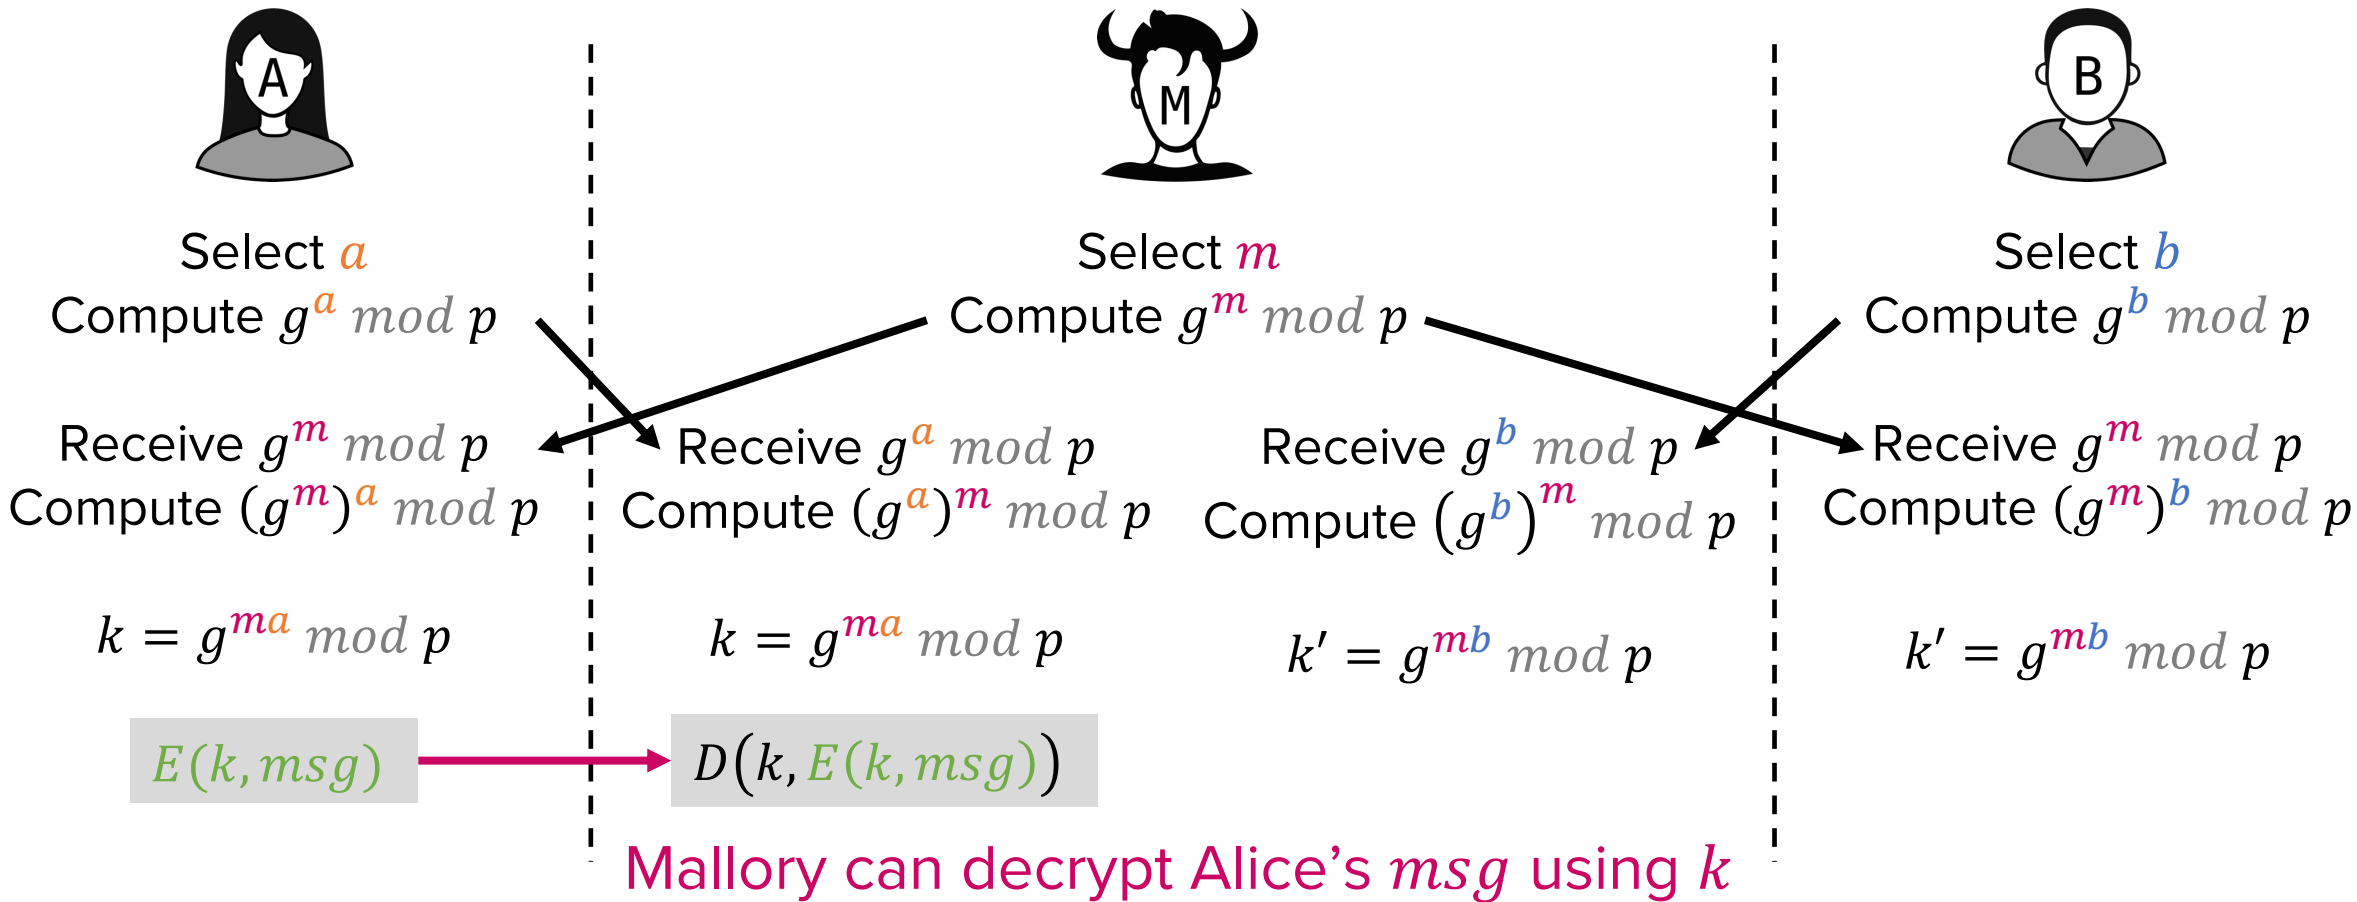 A
M
B
Select a
Compute g^a mod p
Receive g^m mod p
Compute (g^m)^a mod p
k = g^{ma} mod p
E(k, msg)
Select m
Compute g^m mod p
Receive g^a mod p
Compute (g^a)^m mod p
k = g^{ma} mod p
D(k, E(k, msg))
Receive g^b mod p
Compute (g^b)^m mod p
k′ = g^{mb} mod p
Select b
Compute g^b mod p
Receive g^m mod p
Compute (g^m)^b mod p
k′ = g^{mb} mod p
Mallory can decrypt Alice’s msg using k